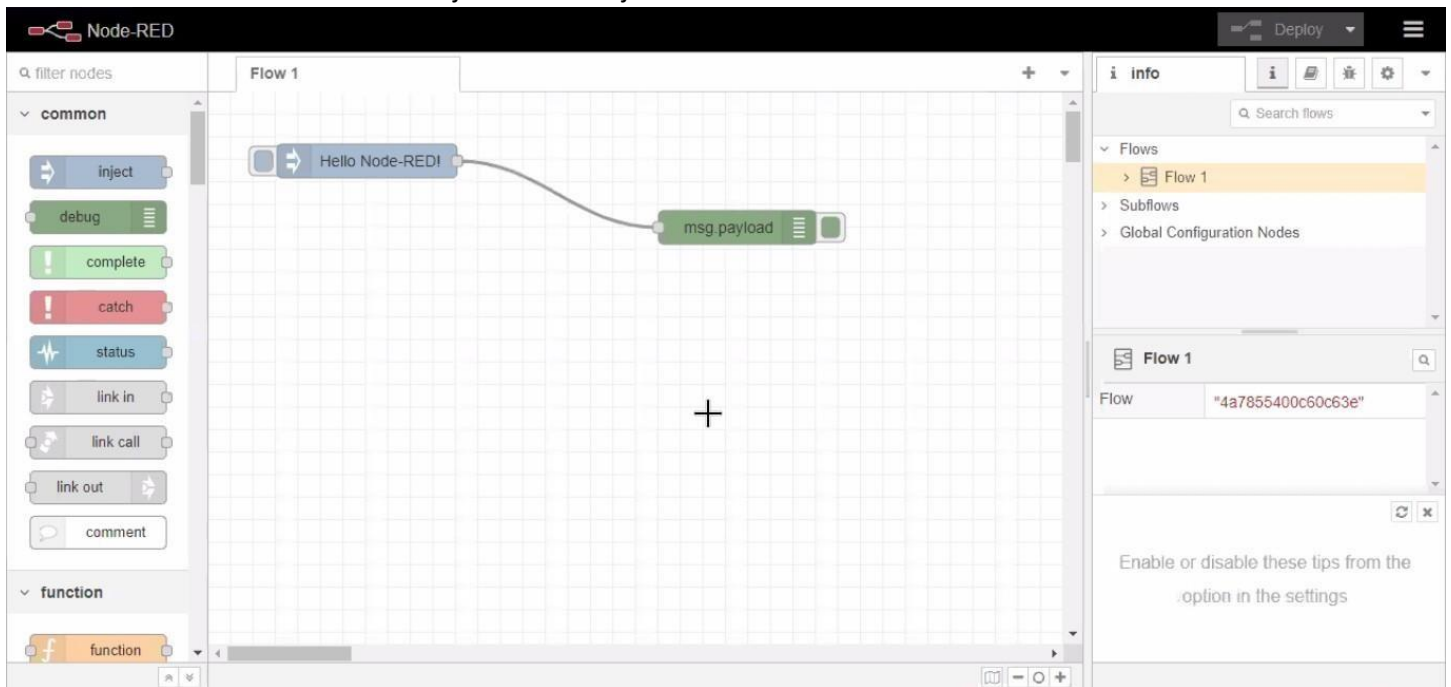 Node-RED
Deploy
filter nodes
Flow 1
i info
i
Search flows
common
inject
debug
complete
catch
status
link in
link call
link out
comment
function
function
Hello Node-RED!
msg.payload
Flows
Flow 1
Subflows
Global Configuration Nodes
Flow 1
Flow "4a7855400c60c63e"
Enable or disable these tips from the
.option in the settings